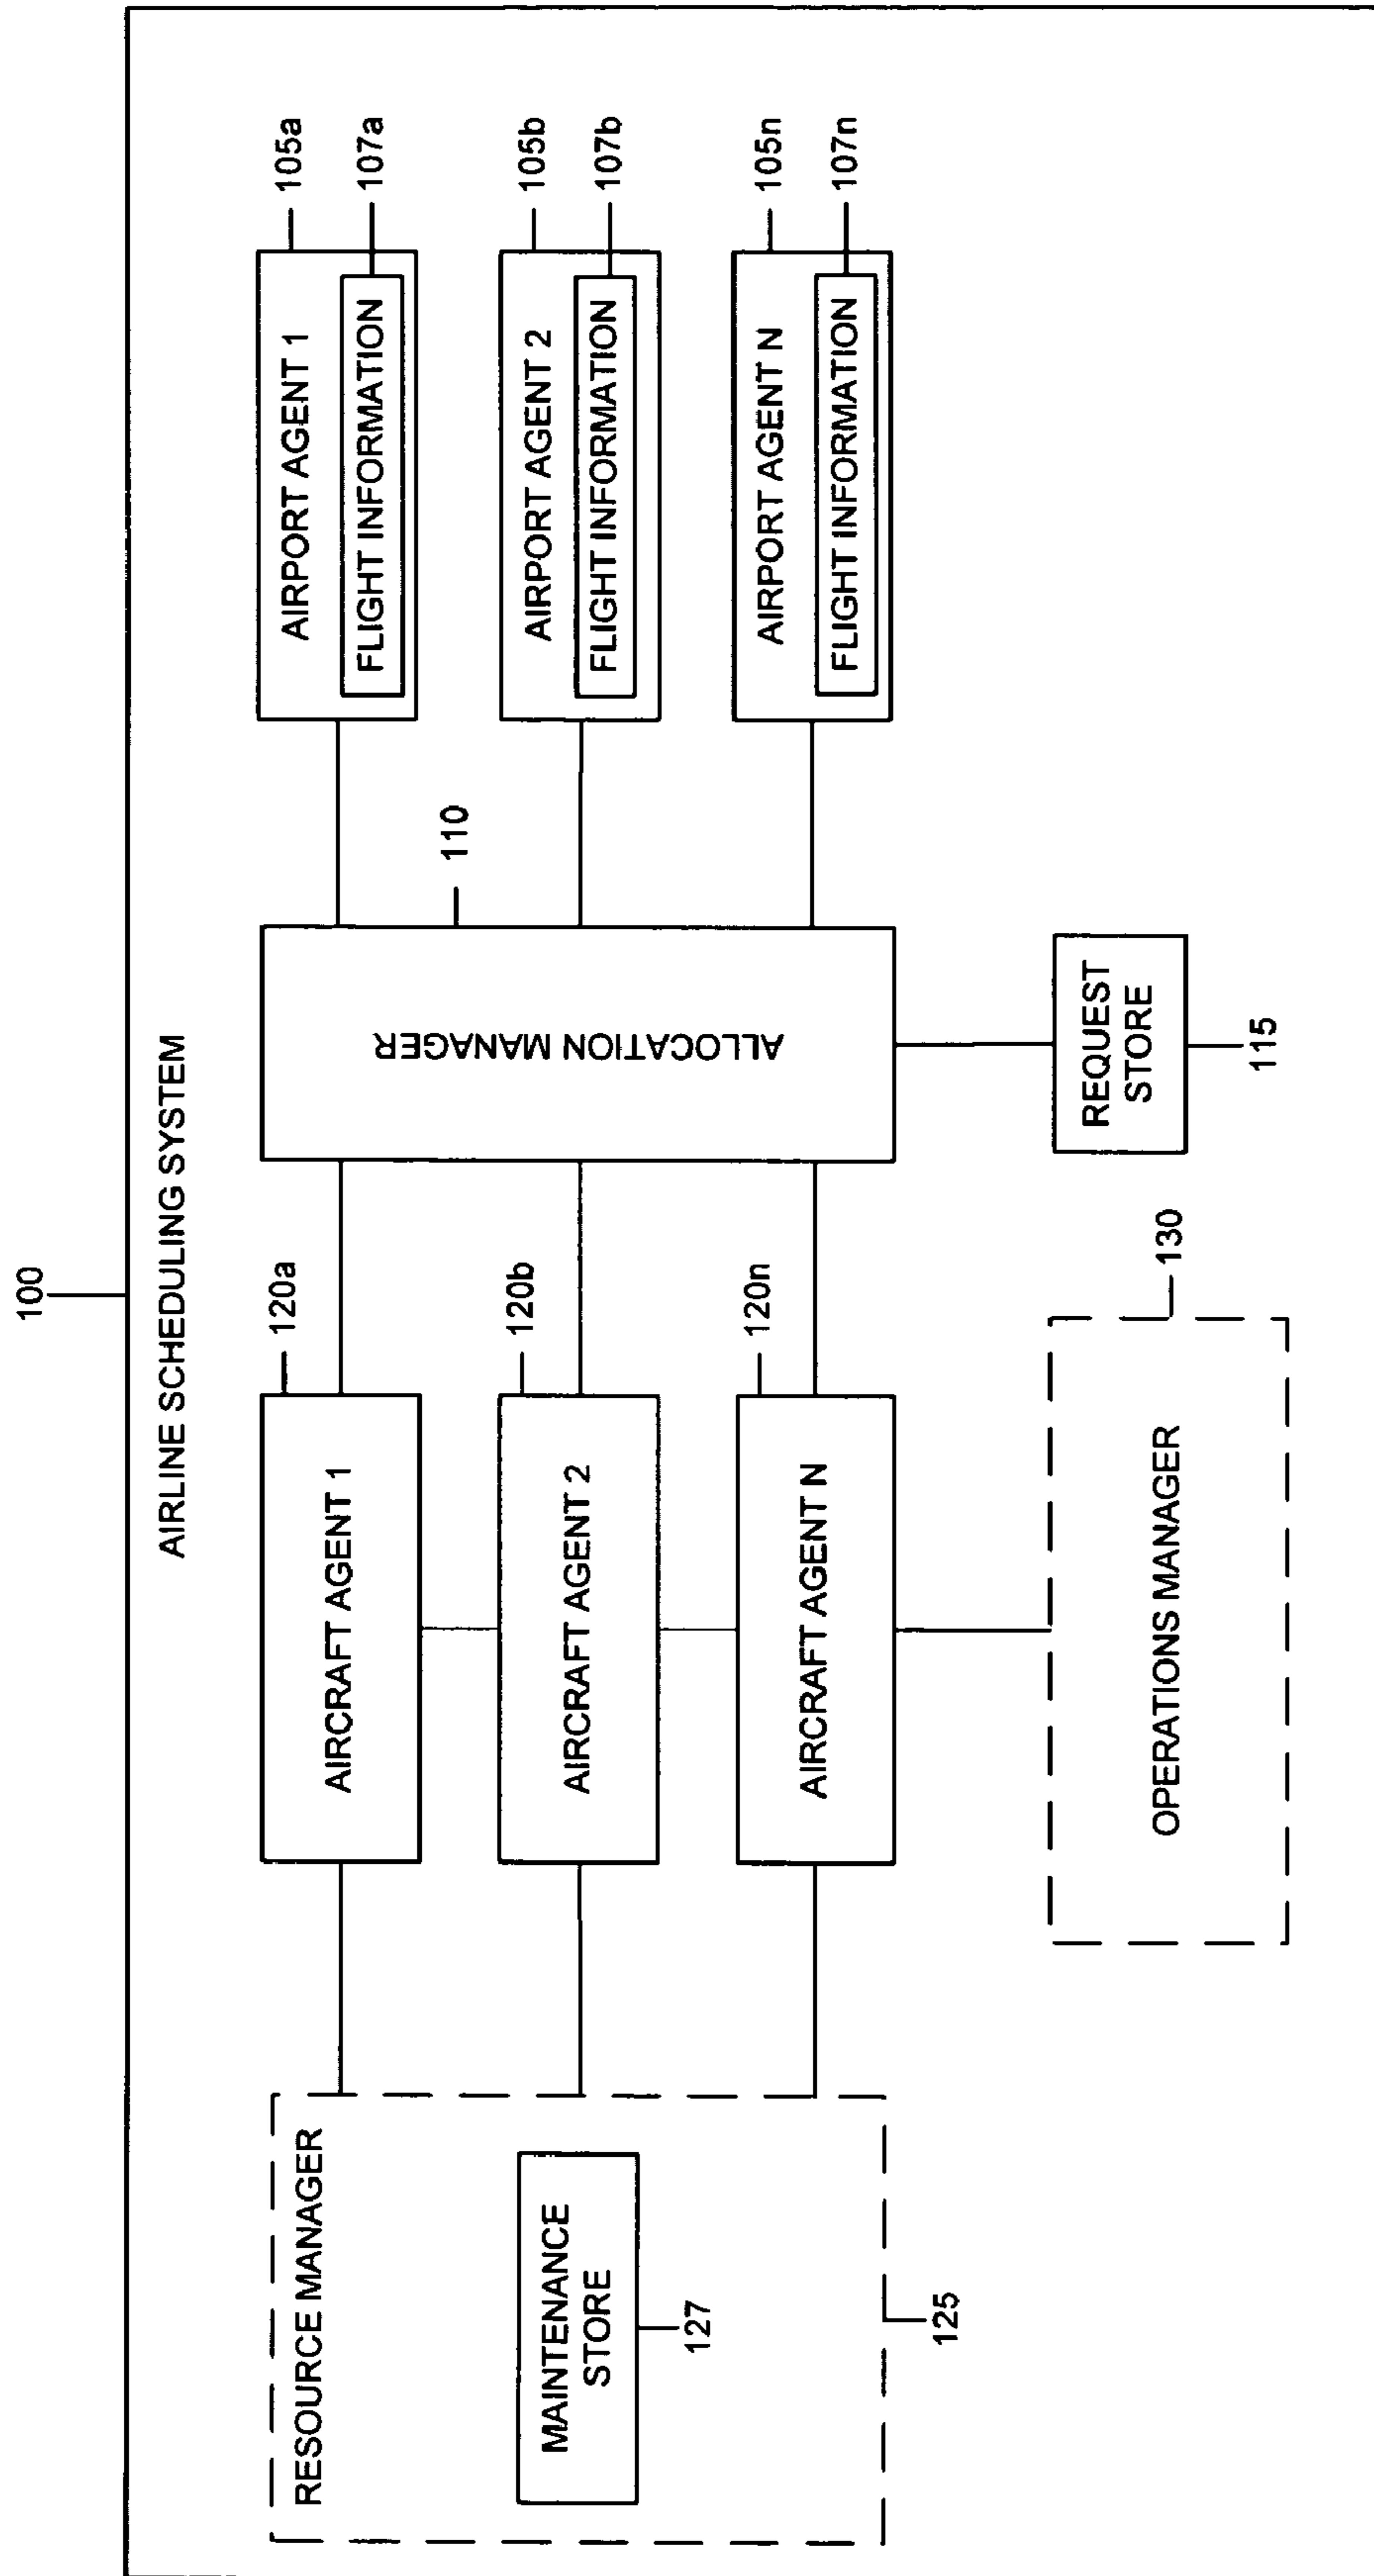 100
AIRLINE SCHEDULING SYSTEM
RESOURCE MANAGER
MAINTENANCE
STORE
127
125
AIRCRAFT AGENT 1
120a
AIRCRAFT AGENT 2
120b
AIRCRAFT AGENT N
120n
OPERATIONS MANAGER
130
ALLOCATION MANAGER
110
REQUEST
STORE
115
AIRPORT AGENT 1
105a
FLIGHT INFORMATION
107a
AIRPORT AGENT 2
105b
FLIGHT INFORMATION
107b
AIRPORT AGENT N
105n
FLIGHT INFORMATION
107n